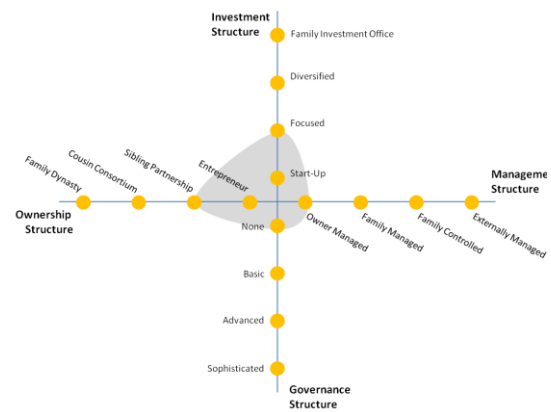 Investment
Structure
Family Investment Office
Diversified
Focused
Start-Up
Family Dynasty
Cousin Consortium
Sibling Partnership
Entrepreneur
Ownership
Structure
Manageme
Structure
Owner Managed
Family Managed
Family Controlled
Externally Managed
None
Basic
Advanced
Sophisticated
Governance
Structure